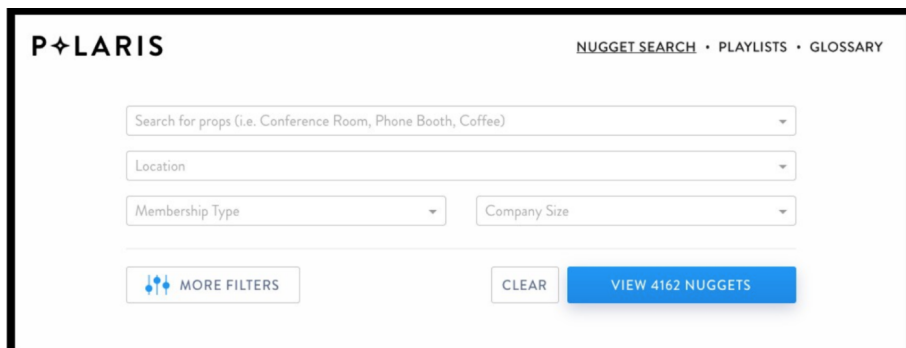 P✦LARIS
NUGGET SEARCH • PLAYLISTS • GLOSSARY
Search for props (i.e. Conference Room, Phone Booth, Coffee)
Location
Membership Type
Company Size
MORE FILTERS
CLEAR
VIEW 4162 NUGGETS